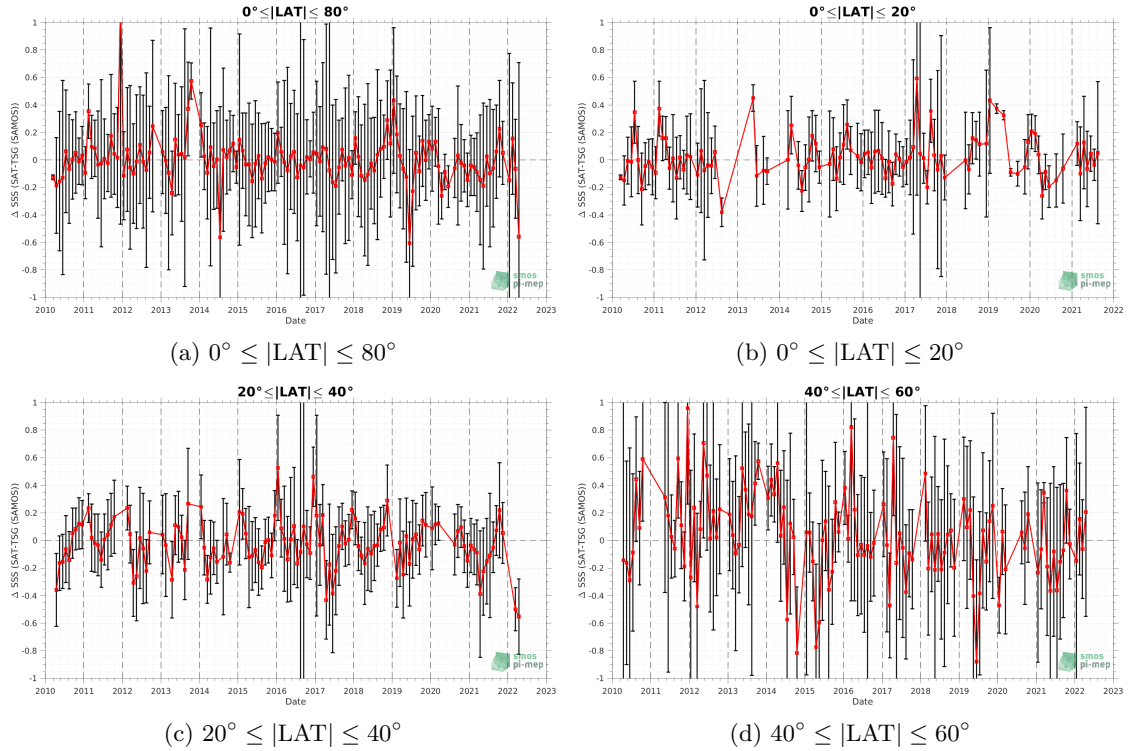 0°≤|LAT|≤ 80°
1
0.8
0.6
0.4
0.2
0
-0.2
-0.4
-0.6
-0.8
-1
Δ SSS (SAT-TSG (SAMOS))
2010 2011 2012 2013 2014 2015 2016 2017 2018 2019 2020 2021 2022 2023
Date
smos
pi-mep
(a) 0° ≤ |LAT| ≤ 80°
0°≤|LAT|≤ 20°
1
0.8
0.6
0.4
0.2
0
-0.2
-0.4
-0.6
-0.8
-1
Δ SSS (SAT-TSG (SAMOS))
2010 2011 2012 2013 2014 2015 2016 2017 2018 2019 2020 2021 2022
Date
smos
pi-mep
(b) 0° ≤ |LAT| ≤ 20°
20°≤|LAT|≤ 40°
1
0.8
0.6
0.4
0.2
0
-0.2
-0.4
-0.6
-0.8
-1
Δ SSS (SAT-TSG (SAMOS))
2010 2011 2012 2013 2014 2015 2016 2017 2018 2019 2020 2021 2022 2023
Date
smos
pi-mep
(c) 20° ≤ |LAT| ≤ 40°
40°≤|LAT|≤ 60°
1
0.8
0.6
0.4
0.2
0
-0.2
-0.4
-0.6
-0.8
-1
Δ SSS (SAT-TSG (SAMOS))
2010 2011 2012 2013 2014 2015 2016 2017 2018 2019 2020 2021 2022 2023
Date
smos
pi-mep
(d) 40° ≤ |LAT| ≤ 60°